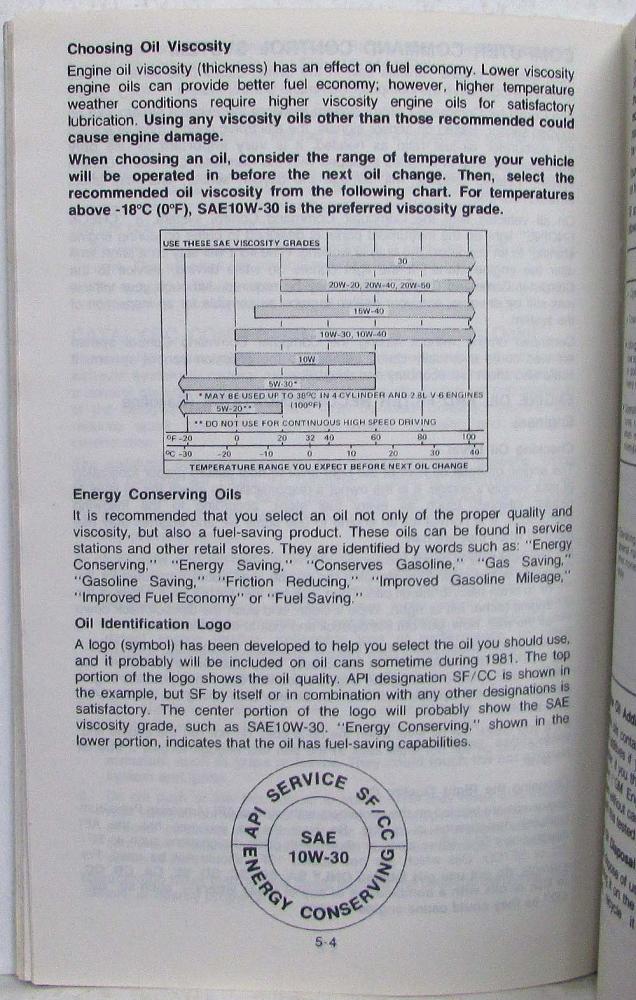 Choosing Oil Viscosity
Engine oil viscosity (thickness) has an effect on fuel economy. Lower viscosity
engine oils can provide better fuel economy; however, higher temperature
weather conditions require higher viscosity engine oils for satisfactory
lubrication. Using any viscosity oils other than those recommended could
cause engine damage.
When choosing an oil, consider the range of temperature your vehicle
will be operated in before the next oil change. Then, select the
recommended oil viscosity from the following chart. For temperatures
above -18°C (0°F), SAE10W-30 is the preferred viscosity grade.
USE THESE SAE VISCOSITY GRADES
30
20W-20, 20W-40, 20W-50
15W-40
10W-30, 10W-40
10W
5W-30*
* MAY BE USED UP TO 38°C IN 4 CYLINDER AND 2.8L V-6 ENGINES
5W-20** (100°F)
** DO NOT USE FOR CONTINUOUS HIGH SPEED DRIVING
°F -20 0 20 32 40 60 80 100
°C -30 -20 -10 0 10 20 30 40
TEMPERATURE RANGE YOU EXPECT BEFORE NEXT OIL CHANGE
Energy Conserving Oils
It is recommended that you select an oil not only of the proper quality and
viscosity, but also a fuel-saving product. These oils can be found in service
stations and other retail stores. They are identified by words such as: "Energy
Conserving," "Energy Saving," "Conserves Gasoline," "Gas Saving,"
"Gasoline Saving," "Friction Reducing," "Improved Gasoline Mileage,"
"Improved Fuel Economy" or "Fuel Saving."
Oil Identification Logo
A logo (symbol) has been developed to help you select the oil you should use,
and it probably will be included on oil cans sometime during 1981. The top
portion of the logo shows the oil quality. API designation SF/CC is shown in
the example, but SF by itself or in combination with any other designations is
satisfactory. The center portion of the logo will probably show the SAE
viscosity grade, such as SAE10W-30. "Energy Conserving," shown in the
lower portion, indicates that the oil has fuel-saving capabilities.
API SERVICE SF/CC
SAE
10W-30
ENERGY CONSERVING
5-4